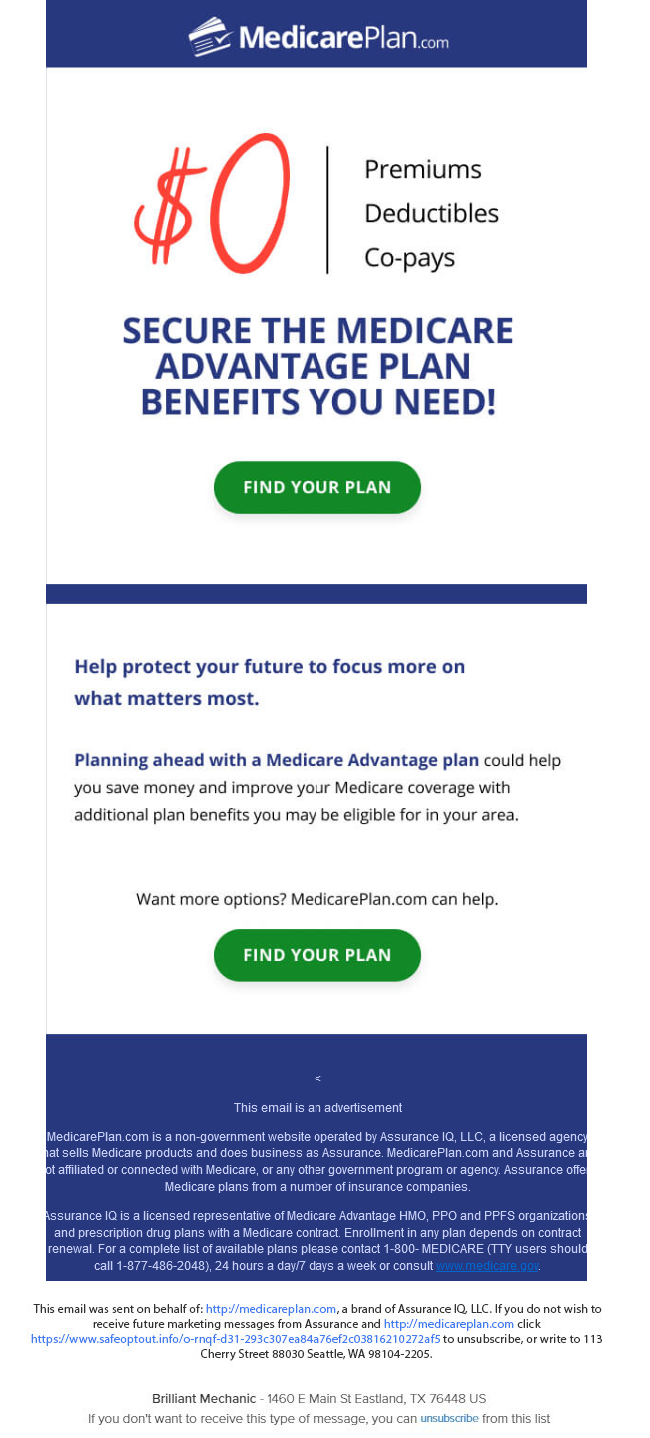 MedicarePlan.com
$0
Premiums
Deductibles
Co-pays
SECURE THE MEDICARE
ADVANTAGE PLAN
BENEFITS YOU NEED!
FIND YOUR PLAN
Help protect your future to focus more on
what matters most.
Planning ahead with a Medicare Advantage plan could help
you save money and improve your Medicare coverage with
additional plan benefits you may be eligible for in your area.
Want more options? MedicarePlan.com can help.
FIND YOUR PLAN
<
This email is an advertisement
MedicarePlan.com is a non-government website operated by Assurance IQ, LLC, a licensed agency
at sells Medicare products and does business as Assurance. MedicarePlan.com and Assurance ar
ot affiliated or connected with Medicare, or any other government program or agency. Assurance offe
Medicare plans from a number of insurance companies.
Assurance IQ is a licensed representative of Medicare Advantage HMO, PPO and PPFS organizations
and prescription drug plans with a Medicare contract. Enrollment in any plan depends on contract
renewal. For a complete list of available plans please contact 1-800- MEDICARE (TTY users should
call 1-877-486-2048), 24 hours a day/7 days a week or consult www.medicare.gov.
This email was sent on behalf of: http://medicareplan.com, a brand of Assurance IQ, LLC. If you do not wish to
receive future marketing messages from Assurance and http://medicareplan.com click
https://www.safeoptout.info/o-rnqf-d31-293c307ea84a76ef2c03816210272af5 to unsubscribe, or write to 113
Cherry Street 88030 Seattle, WA 98104-2205.
Brilliant Mechanic - 1460 E Main St Eastland, TX 76448 US
If you don't want to receive this type of message, you can unsubscribe from this list